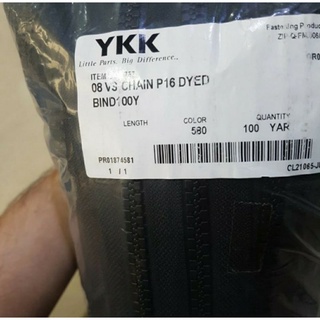 YKK
Little Parts. Big Difference.
Fastening Produc
ITEM
08 VS CHAIN P16 DYED
BIND100Y
LENGTH
COLOR
QUANTITY
580
100 YAR
PR01874581
1 / 1
CL21065-J